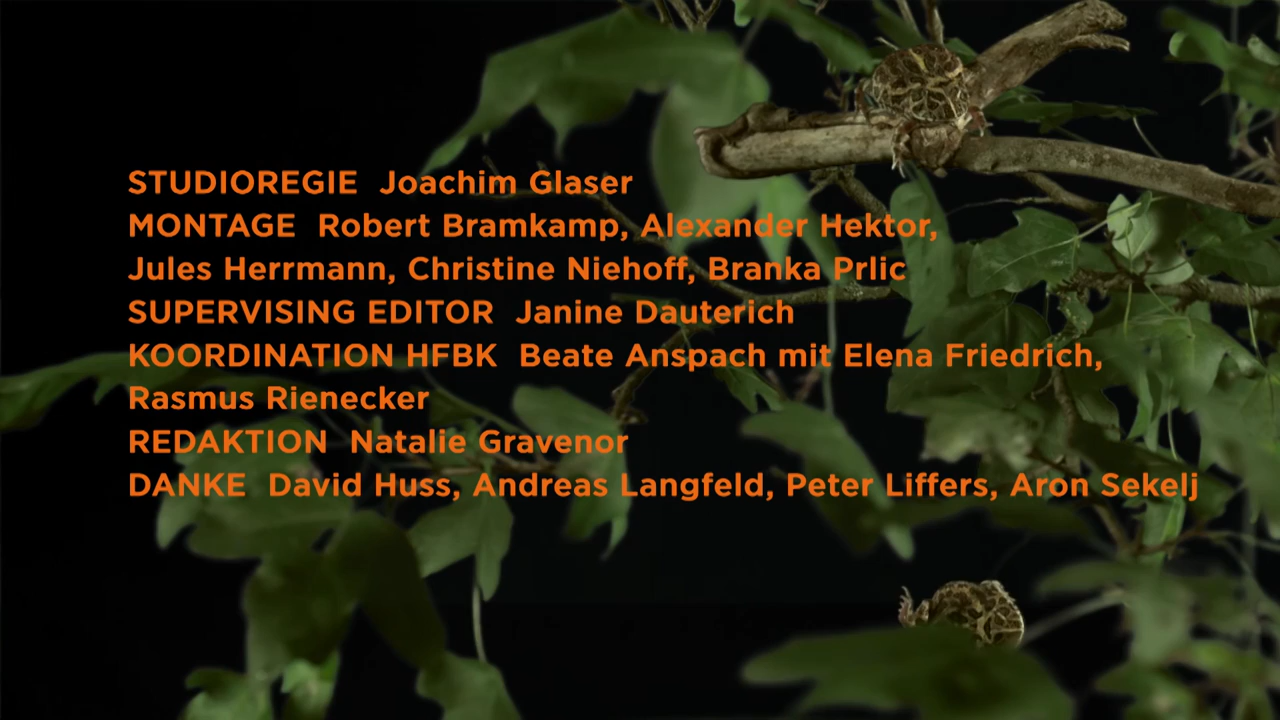 STUDIOREGIE Joachim Glaser
MONTAGE Robert Bramkamp, Alexander Hektor,
Jules Herrmann, Christine Niehoff, Branka Prlic
SUPERVISING EDITOR Janine Dauterich
KOORDINATION HFBK Beate Anspach mit Elena Friedrich,
Rasmus Rienecker
REDAKTION Natalie Gravenor
DANKE David Huss, Andreas Langfeld, Peter Liffers, Aron Sekelj